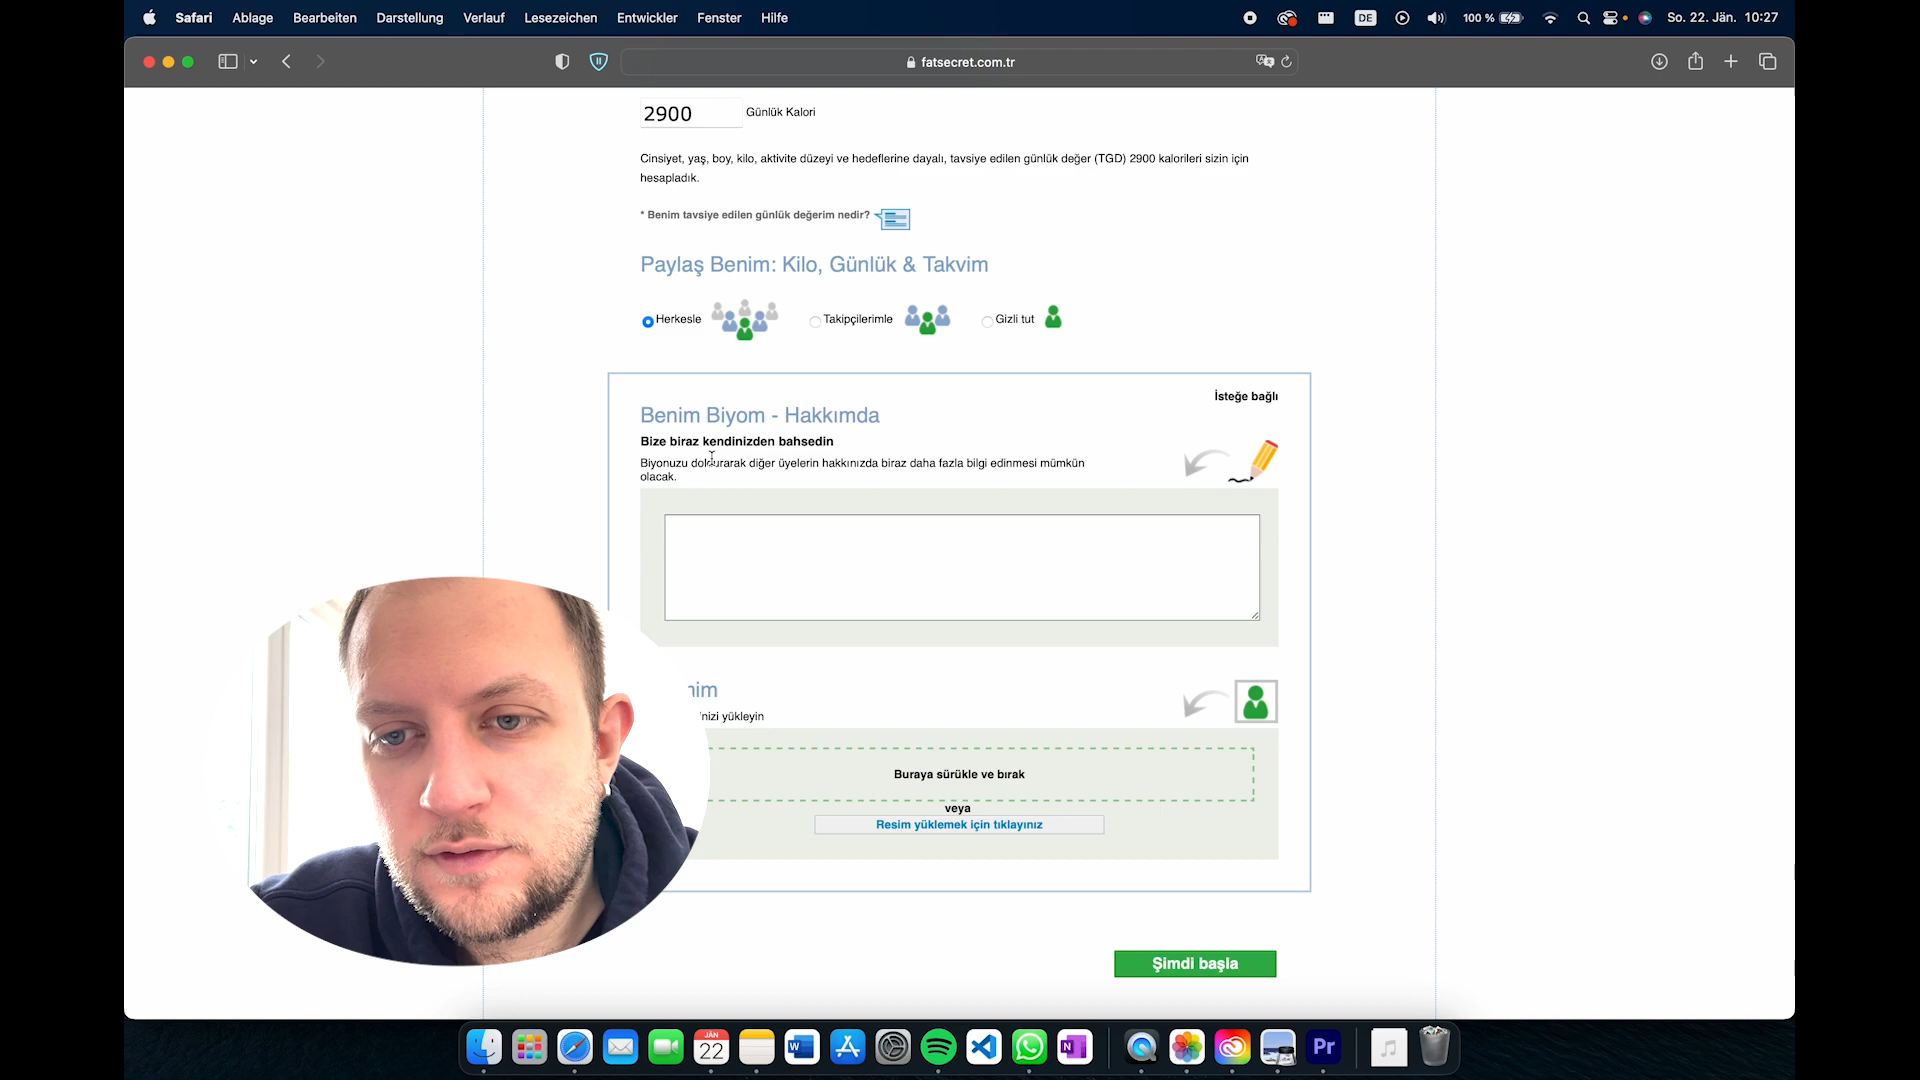 Safari Ablage Bearbeiten Darstellung Verlauf Lesezeichen Entwickler Fenster Hilfe DE 100 % So. 22. Jän. 10:27
fatsecret.com.tr
2900 Günlük Kalori
Cinsiyet, yaş, boy, kilo, aktivite düzeyi ve hedeflerine dayalı, tavsiye edilen günlük değer (TGD) 2900 kalorileri sizin için
hesapladık.
* Benim tavsiye edilen günlük değerim nedir?
Paylaş Benim: Kilo, Günlük & Takvim
Herkesle Takipçilerimle Gizli tut
İsteğe bağlı
Benim Biyom - Hakkımda
Bize biraz kendinizden bahsedin
Biyonuzu doldurarak diğer üyelerin hakkınızda biraz daha fazla bilgi edinmesi mümkün
olacak.
nim
nizi yükleyin
Buraya sürükle ve bırak
veya
Resim yüklemek için tıklayınız
Şimdi başla
JÄN
22
W
N
Pr